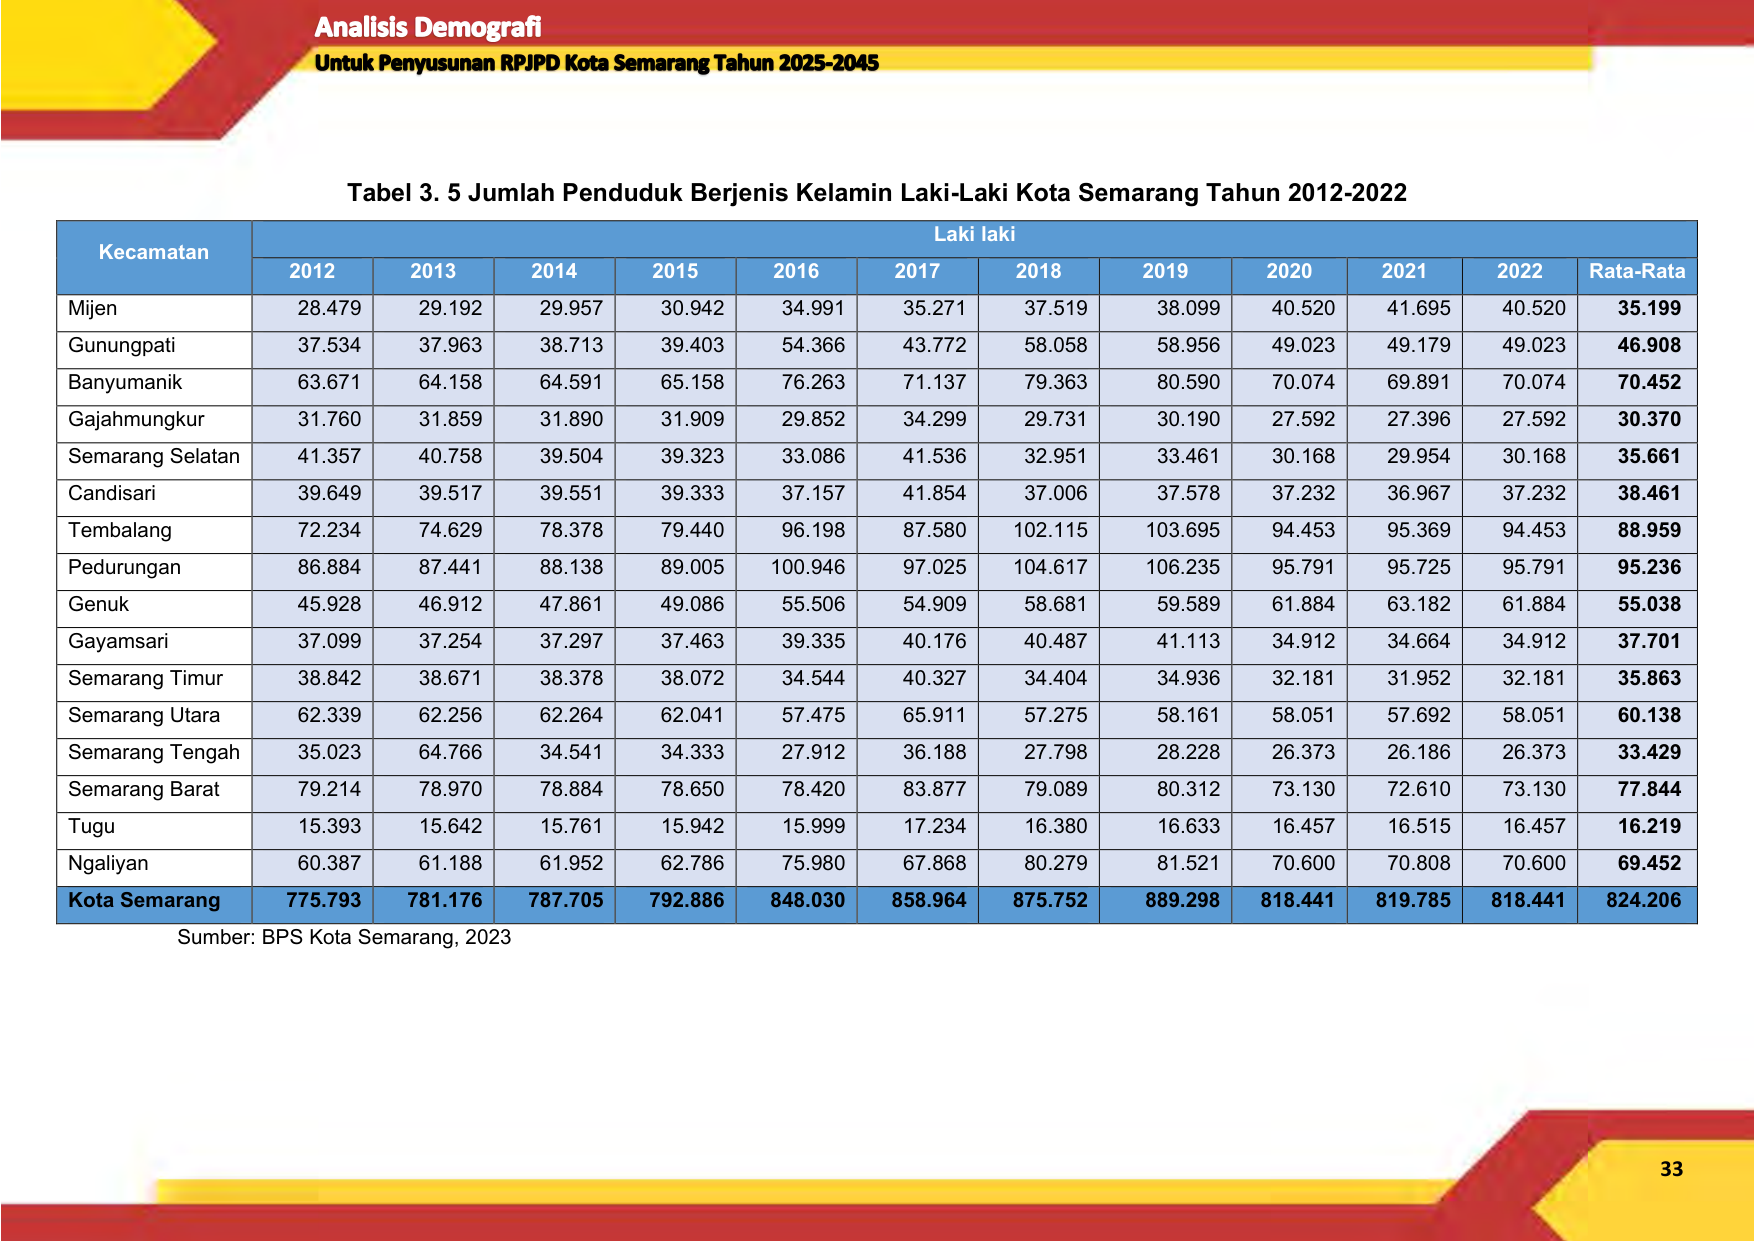 Analisis Demografi
Untuk Penyusunan RPJPD Kota Semarang Tahun 2025-2045
Tabel 3. 5 Jumlah Penduduk Berjenis Kelamin Laki-Laki Kota Semarang Tahun 2012-2022
Kecamatan Laki laki
2012 2013 2014 2015 2016 2017 2018 2019 2020 2021 2022 Rata-Rata
Mijen 28.479 29.192 29.957 30.942 34.991 35.271 37.519 38.099 40.520 41.695 40.520 35.199
Gunungpati 37.534 37.963 38.713 39.403 54.366 43.772 58.058 58.956 49.023 49.179 49.023 46.908
Banyumanik 63.671 64.158 64.591 65.158 76.263 71.137 79.363 80.590 70.074 69.891 70.074 70.452
Gajahmungkur 31.760 31.859 31.890 31.909 29.852 34.299 29.731 30.190 27.592 27.396 27.592 30.370
Semarang Selatan 41.357 40.758 39.504 39.323 33.086 41.536 32.951 33.461 30.168 29.954 30.168 35.661
Candisari 39.649 39.517 39.551 39.333 37.157 41.854 37.006 37.578 37.232 36.967 37.232 38.461
Tembalang 72.234 74.629 78.378 79.440 96.198 87.580 102.115 103.695 94.453 95.369 94.453 88.959
Pedurungan 86.884 87.441 88.138 89.005 100.946 97.025 104.617 106.235 95.791 95.725 95.791 95.236
Genuk 45.928 46.912 47.861 49.086 55.506 54.909 58.681 59.589 61.884 63.182 61.884 55.038
Gayamsari 37.099 37.254 37.297 37.463 39.335 40.176 40.487 41.113 34.912 34.664 34.912 37.701
Semarang Timur 38.842 38.671 38.378 38.072 34.544 40.327 34.404 34.936 32.181 31.952 32.181 35.863
Semarang Utara 62.339 62.256 62.264 62.041 57.475 65.911 57.275 58.161 58.051 57.692 58.051 60.138
Semarang Tengah 35.023 64.766 34.541 34.333 27.912 36.188 27.798 28.228 26.373 26.186 26.373 33.429
Semarang Barat 79.214 78.970 78.884 78.650 78.420 83.877 79.089 80.312 73.130 72.610 73.130 77.844
Tugu 15.393 15.642 15.761 15.942 15.999 17.234 16.380 16.633 16.457 16.515 16.457 16.219
Ngaliyan 60.387 61.188 61.952 62.786 75.980 67.868 80.279 81.521 70.600 70.808 70.600 69.452
Kota Semarang 775.793 781.176 787.705 792.886 848.030 858.964 875.752 889.298 818.441 819.785 818.441 824.206
Sumber: BPS Kota Semarang, 2023
33